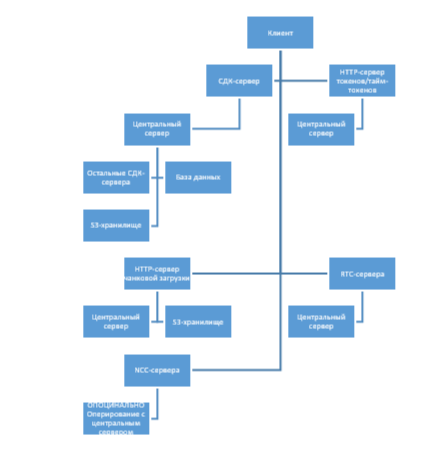 Клиент
СДК-сервер
HTTP-сервер
токенов/тайм-
токенов
Центральный
сервер
Центральный
сервер
Остальные СДК-
сервера
База данных
S3-хранилище
HTTP-сервер
чанковой загрузки
RTC-сервера
Центральный
сервер
S3-хранилище
Центральный
сервер
NCC-сервера
ОПОЦИНАЛЬНО
Оперирование с
центральным
сервером